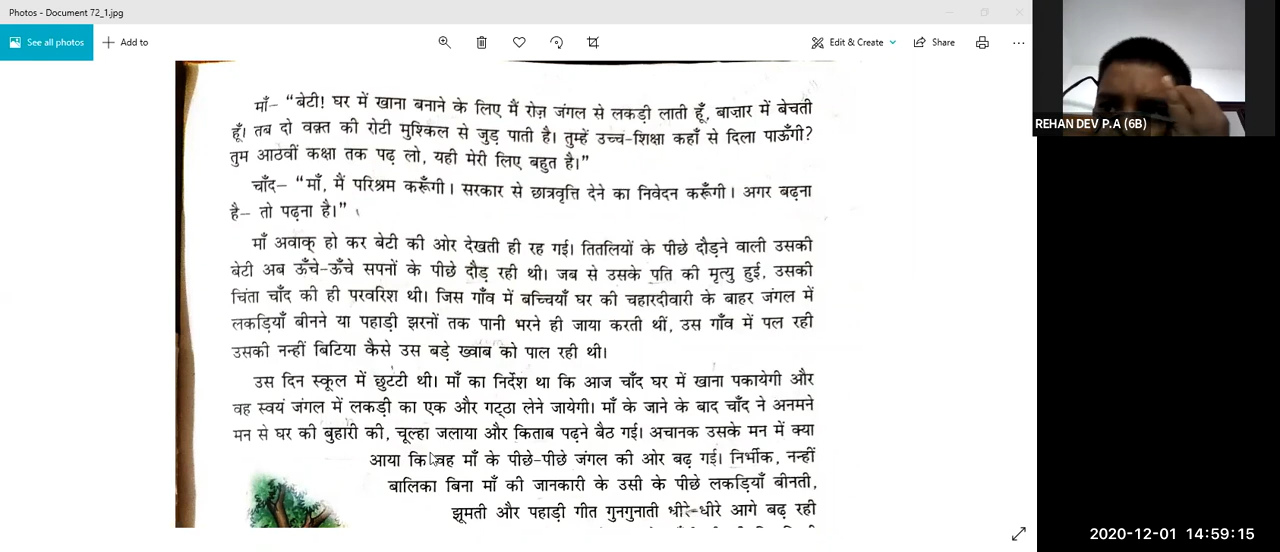 Photos - Document 72_1.jpg
See all photos
Add to
Edit & Create
Share
REHAN DEV P.A (6B)
माँ– “बेटी! घर में खाना बनाने के लिए मैं रोज़ जंगल से लकड़ी लाती हूँ, बाज़ार में बेचती
हूँ। तब दो वक़्त की रोटी मुश्किल से जुड़ पाती है। तुम्हें उच्च-शिक्षा कहाँ से दिला पाऊँगी?
तुम आठवीं कक्षा तक पढ़ लो, यही मेरी लिए बहुत है।”
चाँद– “माँ, मैं परिश्रम करूँगी। सरकार से छात्रवृत्ति देने का निवेदन करूँगी। अगर बढ़ना
है– तो पढ़ना है।”
माँ अवाक् हो कर बेटी की ओर देखती ही रह गई। तितलियों के पीछे दौड़ने वाली उसकी
बेटी अब ऊँचे-ऊँचे सपनों के पीछे दौड़ रही थी। जब से उसके पति की मृत्यु हुई, उसकी
चिंता चाँद की ही परवरिश थी। जिस गाँव में बच्चियाँ घर की चहारदीवारी के बाहर जंगल में
लकड़ियाँ बीनने या पहाड़ी झरनों तक पानी भरने ही जाया करती थीं, उस गाँव में पल रही
उसकी नन्हीं बिटिया कैसे उस बड़े ख्वाब को पाल रही थी।
उस दिन स्कूल में छुटटी थी। माँ का निर्देश था कि आज चाँद घर में खाना पकायेगी और
वह स्वयं जंगल में लकड़ी का एक और गट्ठा लेने जायेगी। माँ के जाने के बाद चाँद ने अनमने
मन से घर की बुहारी की, चूल्हा जलाया और किताब पढ़ने बैठ गई। अचानक उसके मन में क्या
आया कि वह माँ के पीछे-पीछे जंगल की ओर बढ़ गई। निर्भीक, नन्हीं
बालिका बिना माँ की जानकारी के उसी के पीछे लकड़ियाँ बीनती,
झूमती और पहाड़ी गीत गुनगुनाती धीरे-धीरे आगे बढ़ रही
2020-12-01 14:59:15